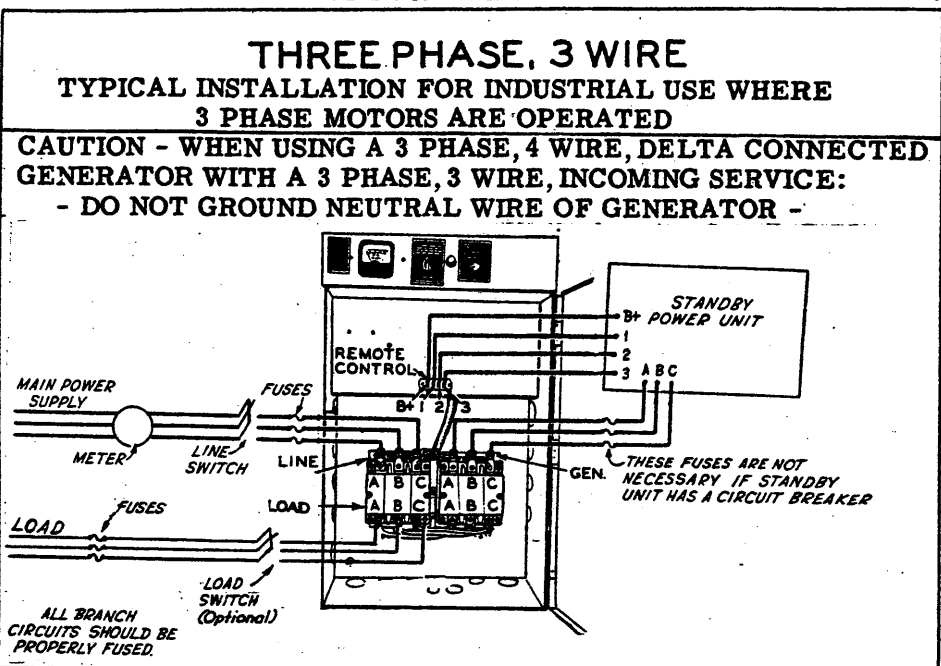 THREE PHASE, 3 WIRE
TYPICAL INSTALLATION FOR INDUSTRIAL USE WHERE
3 PHASE MOTORS ARE OPERATED
CAUTION - WHEN USING A 3 PHASE, 4 WIRE, DELTA CONNECTED
GENERATOR WITH A 3 PHASE, 3 WIRE, INCOMING SERVICE:
- DO NOT GROUND NEUTRAL WIRE OF GENERATOR -
STANDBY
POWER UNIT
B+
1
2
3
A B C
REMOTE
CONTROL
B+ 1 2 3
MAIN POWER
SUPPLY
FUSES
METER
LINE
SWITCH
LINE
GEN.
THESE FUSES ARE NOT
NECESSARY IF STANDBY
UNIT HAS A CIRCUIT BREAKER
A B C A B C
LOAD
A B C A B C
FUSES
LOAD
LOAD
SWITCH
(Optional)
ALL BRANCH
CIRCUITS SHOULD BE
PROPERLY FUSED.